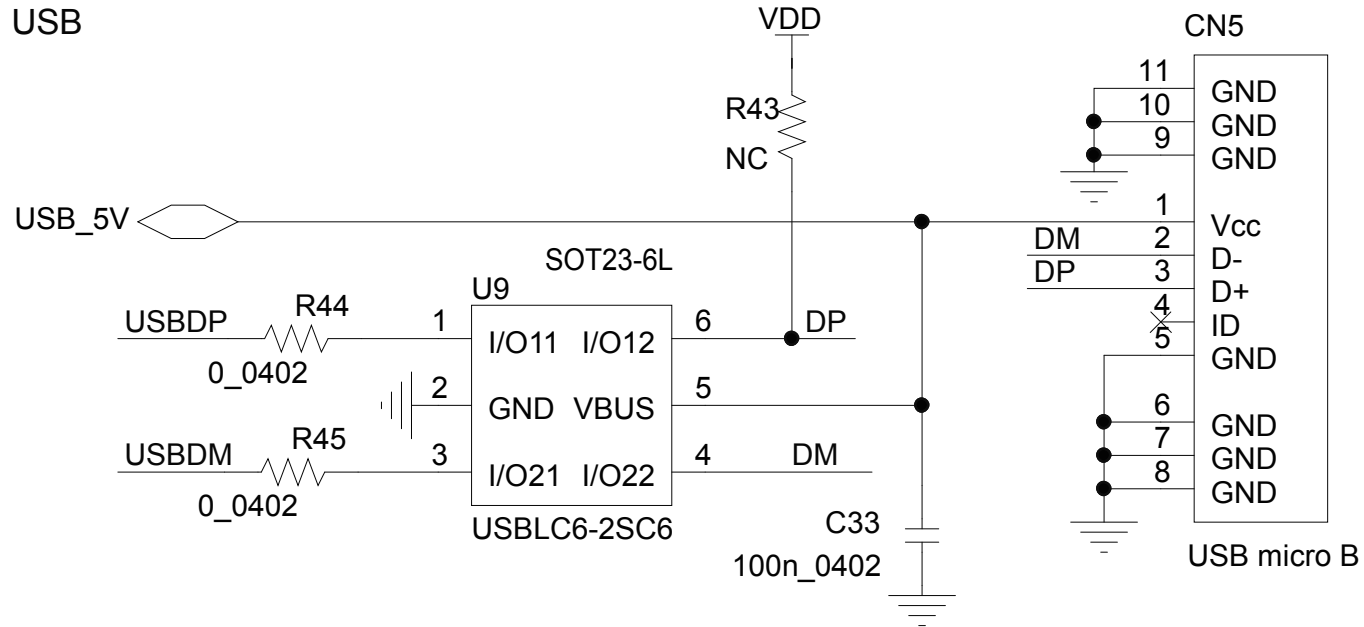 USB
VDD
CN5
R43
NC
11
GND
10
GND
9
GND
USB_5V
1
Vcc
DM
2
D-
DP
3
D+
4
ID
5
GND
6
GND
7
GND
8
GND
USB micro B
SOT23-6L
U9
USBDP
R44
0_0402
1
I/O11
I/O12
6
DP
2
GND
VBUS
5
USBDM
R45
0_0402
3
I/O21
I/O22
4
DM
USBLC6-2SC6
C33
100n_0402